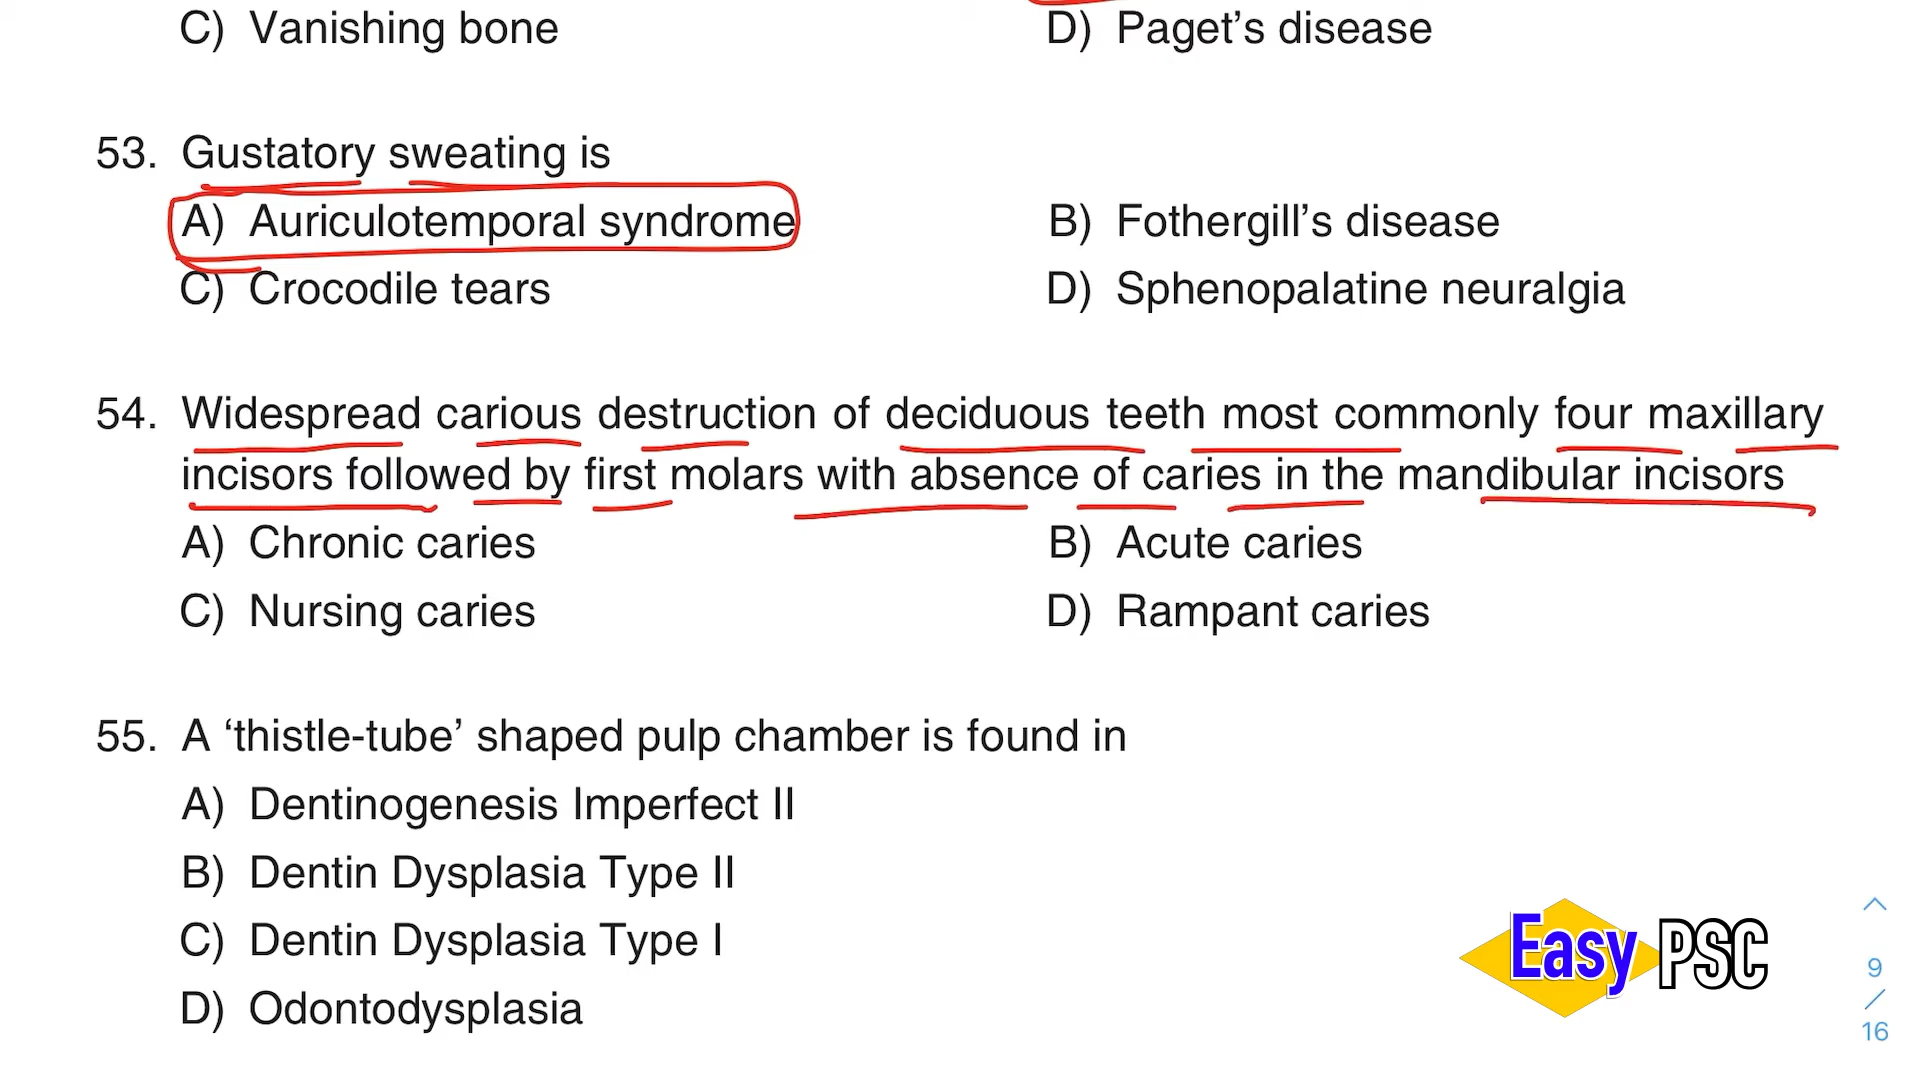 C) Vanishing bone D) Paget’s disease
53. Gustatory sweating is
A) Auriculotemporal syndrome B) Fothergill’s disease
C) Crocodile tears D) Sphenopalatine neuralgia
54. Widespread carious destruction of deciduous teeth most commonly four maxillary
incisors followed by first molars with absence of caries in the mandibular incisors
A) Chronic caries B) Acute caries
C) Nursing caries D) Rampant caries
55. A ‘thistle-tube’ shaped pulp chamber is found in
A) Dentinogenesis Imperfect II
B) Dentin Dysplasia Type II
C) Dentin Dysplasia Type I
D) Odontodysplasia
Easy PSC
9
/
16